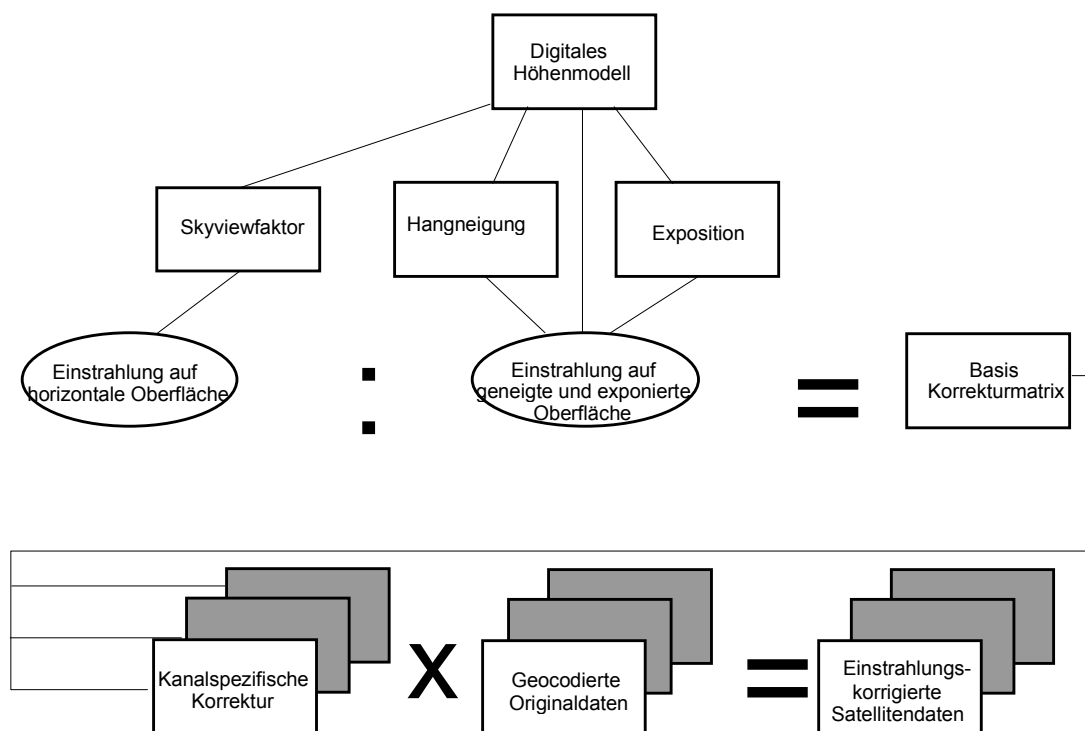 Digitales
Höhenmodell
Skyviewfaktor
Hangneigung
Exposition
Einstrahlung auf
horizontale Oberfläche
:
Einstrahlung auf
geneigte und exponierte
Oberfläche
=
Basis
Korrekturmatrix
Kanalspezifische
Korrektur
X
Geocodierte
Originaldaten
=
Einstrahlungs-
korrigierte
Satellitendaten